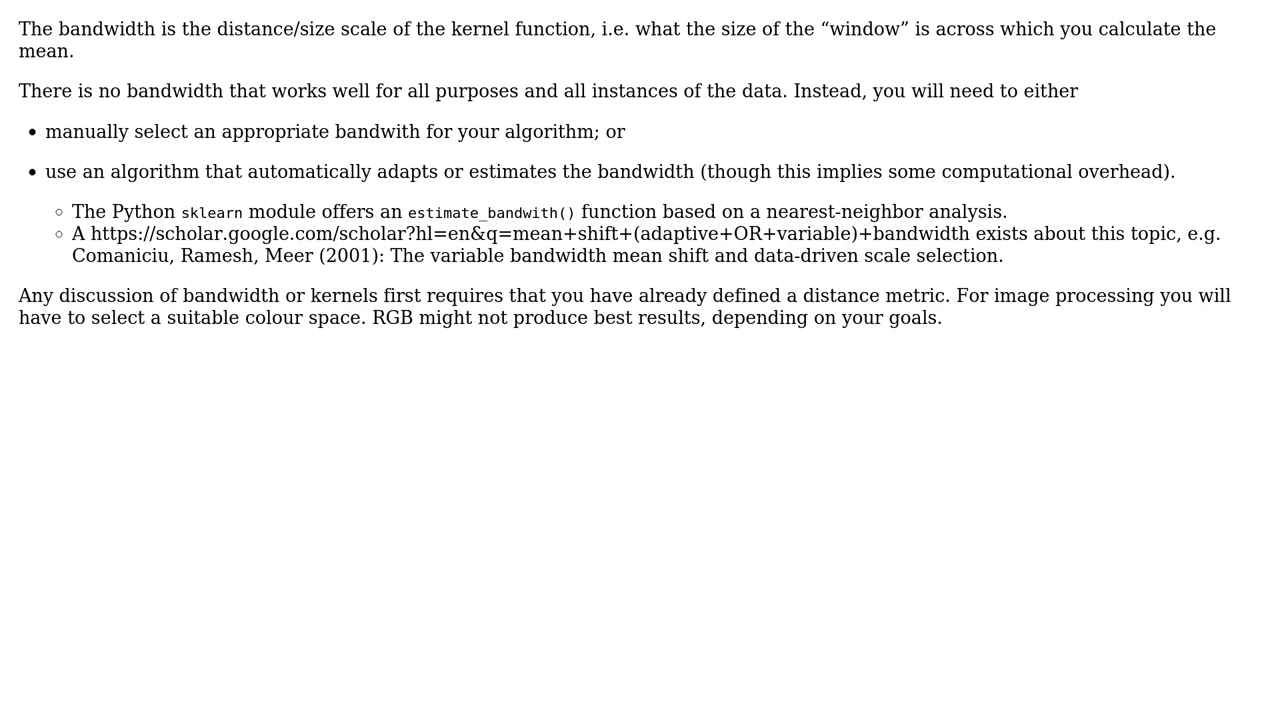 The bandwidth is the distance/size scale of the kernel function, i.e. what the size of the “window” is across which you calculate the
mean.
There is no bandwidth that works well for all purposes and all instances of the data. Instead, you will need to either
• manually select an appropriate bandwith for your algorithm; or
• use an algorithm that automatically adapts or estimates the bandwidth (though this implies some computational overhead).
◦ The Python sklearn module offers an estimate_bandwith() function based on a nearest-neighbor analysis.
◦ A https://scholar.google.com/scholar?hl=en&q=mean+shift+(adaptive+OR+variable)+bandwidth exists about this topic, e.g.
Comaniciu, Ramesh, Meer (2001): The variable bandwidth mean shift and data-driven scale selection.
Any discussion of bandwidth or kernels first requires that you have already defined a distance metric. For image processing you will
have to select a suitable colour space. RGB might not produce best results, depending on your goals.